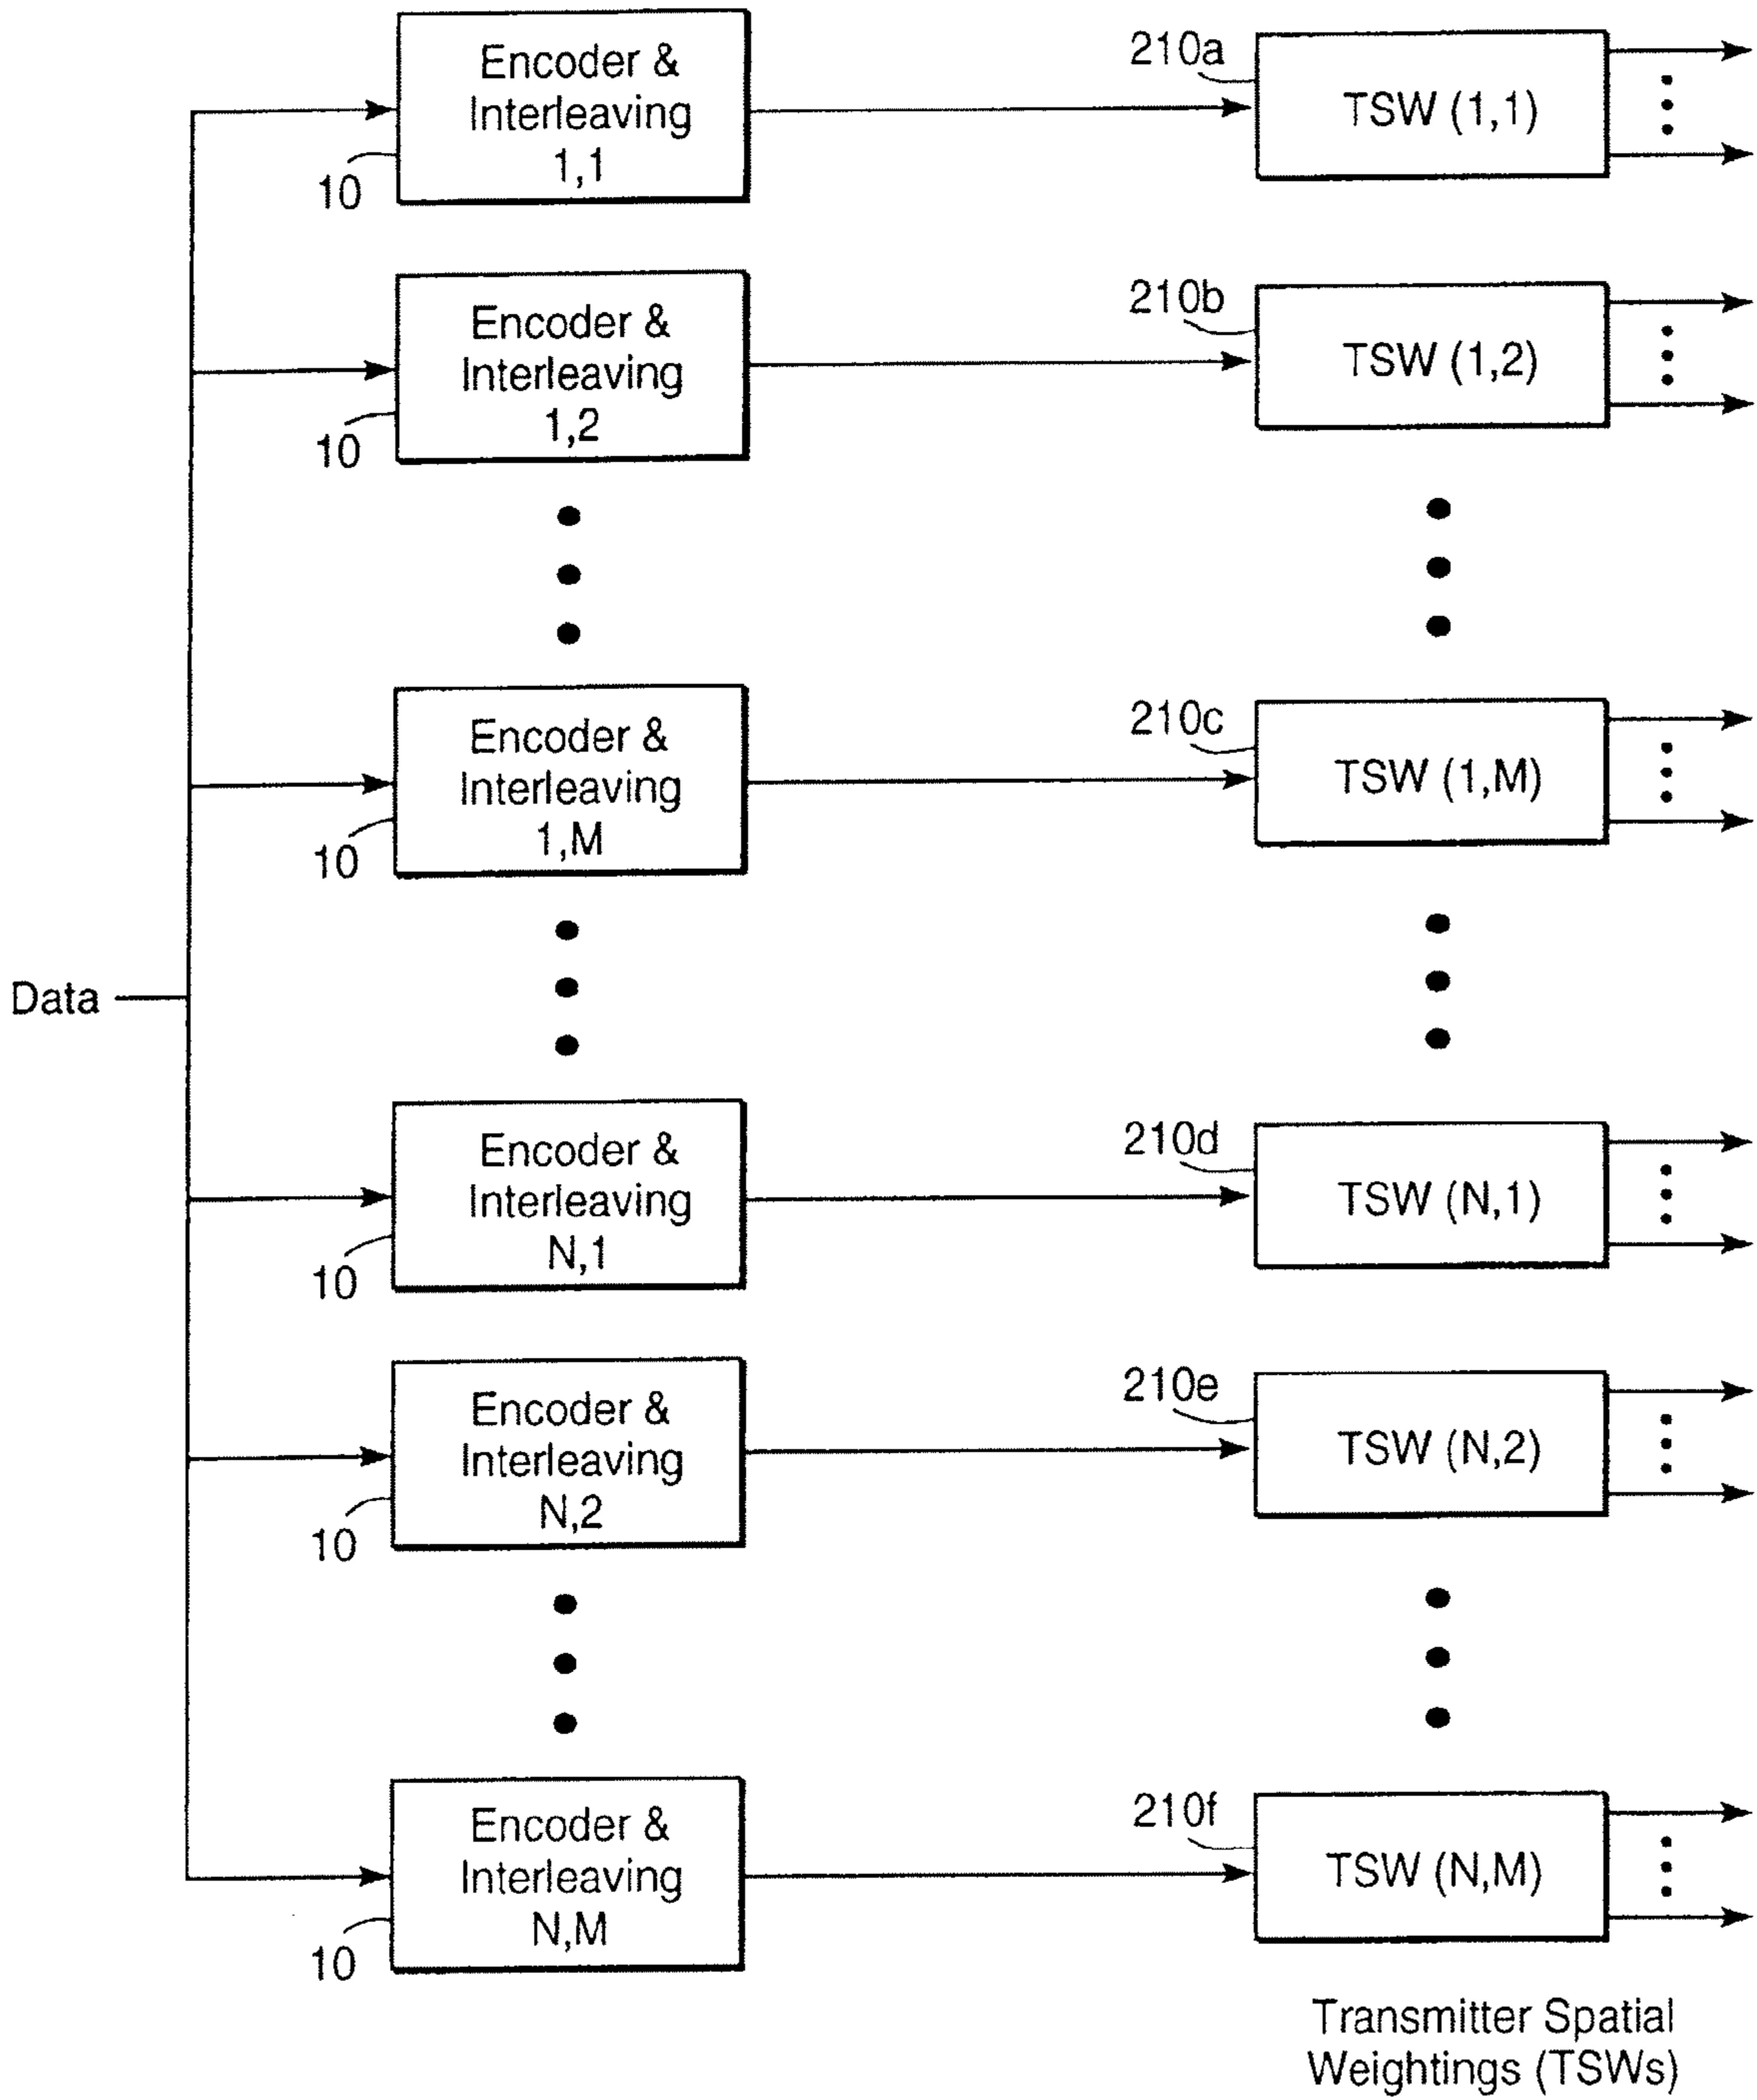 Encoder &
Interleaving
1,1
10
210a
TSW (1,1)
Encoder &
Interleaving
1,2
10
210b
TSW (1,2)
Encoder &
Interleaving
1,M
10
210c
TSW (1,M)
Data
Encoder &
Interleaving
N,1
10
210d
TSW (N,1)
Encoder &
Interleaving
N,2
10
210e
TSW (N,2)
Encoder &
Interleaving
N,M
10
210f
TSW (N,M)
Transmitter Spatial
Weightings (TSWs)